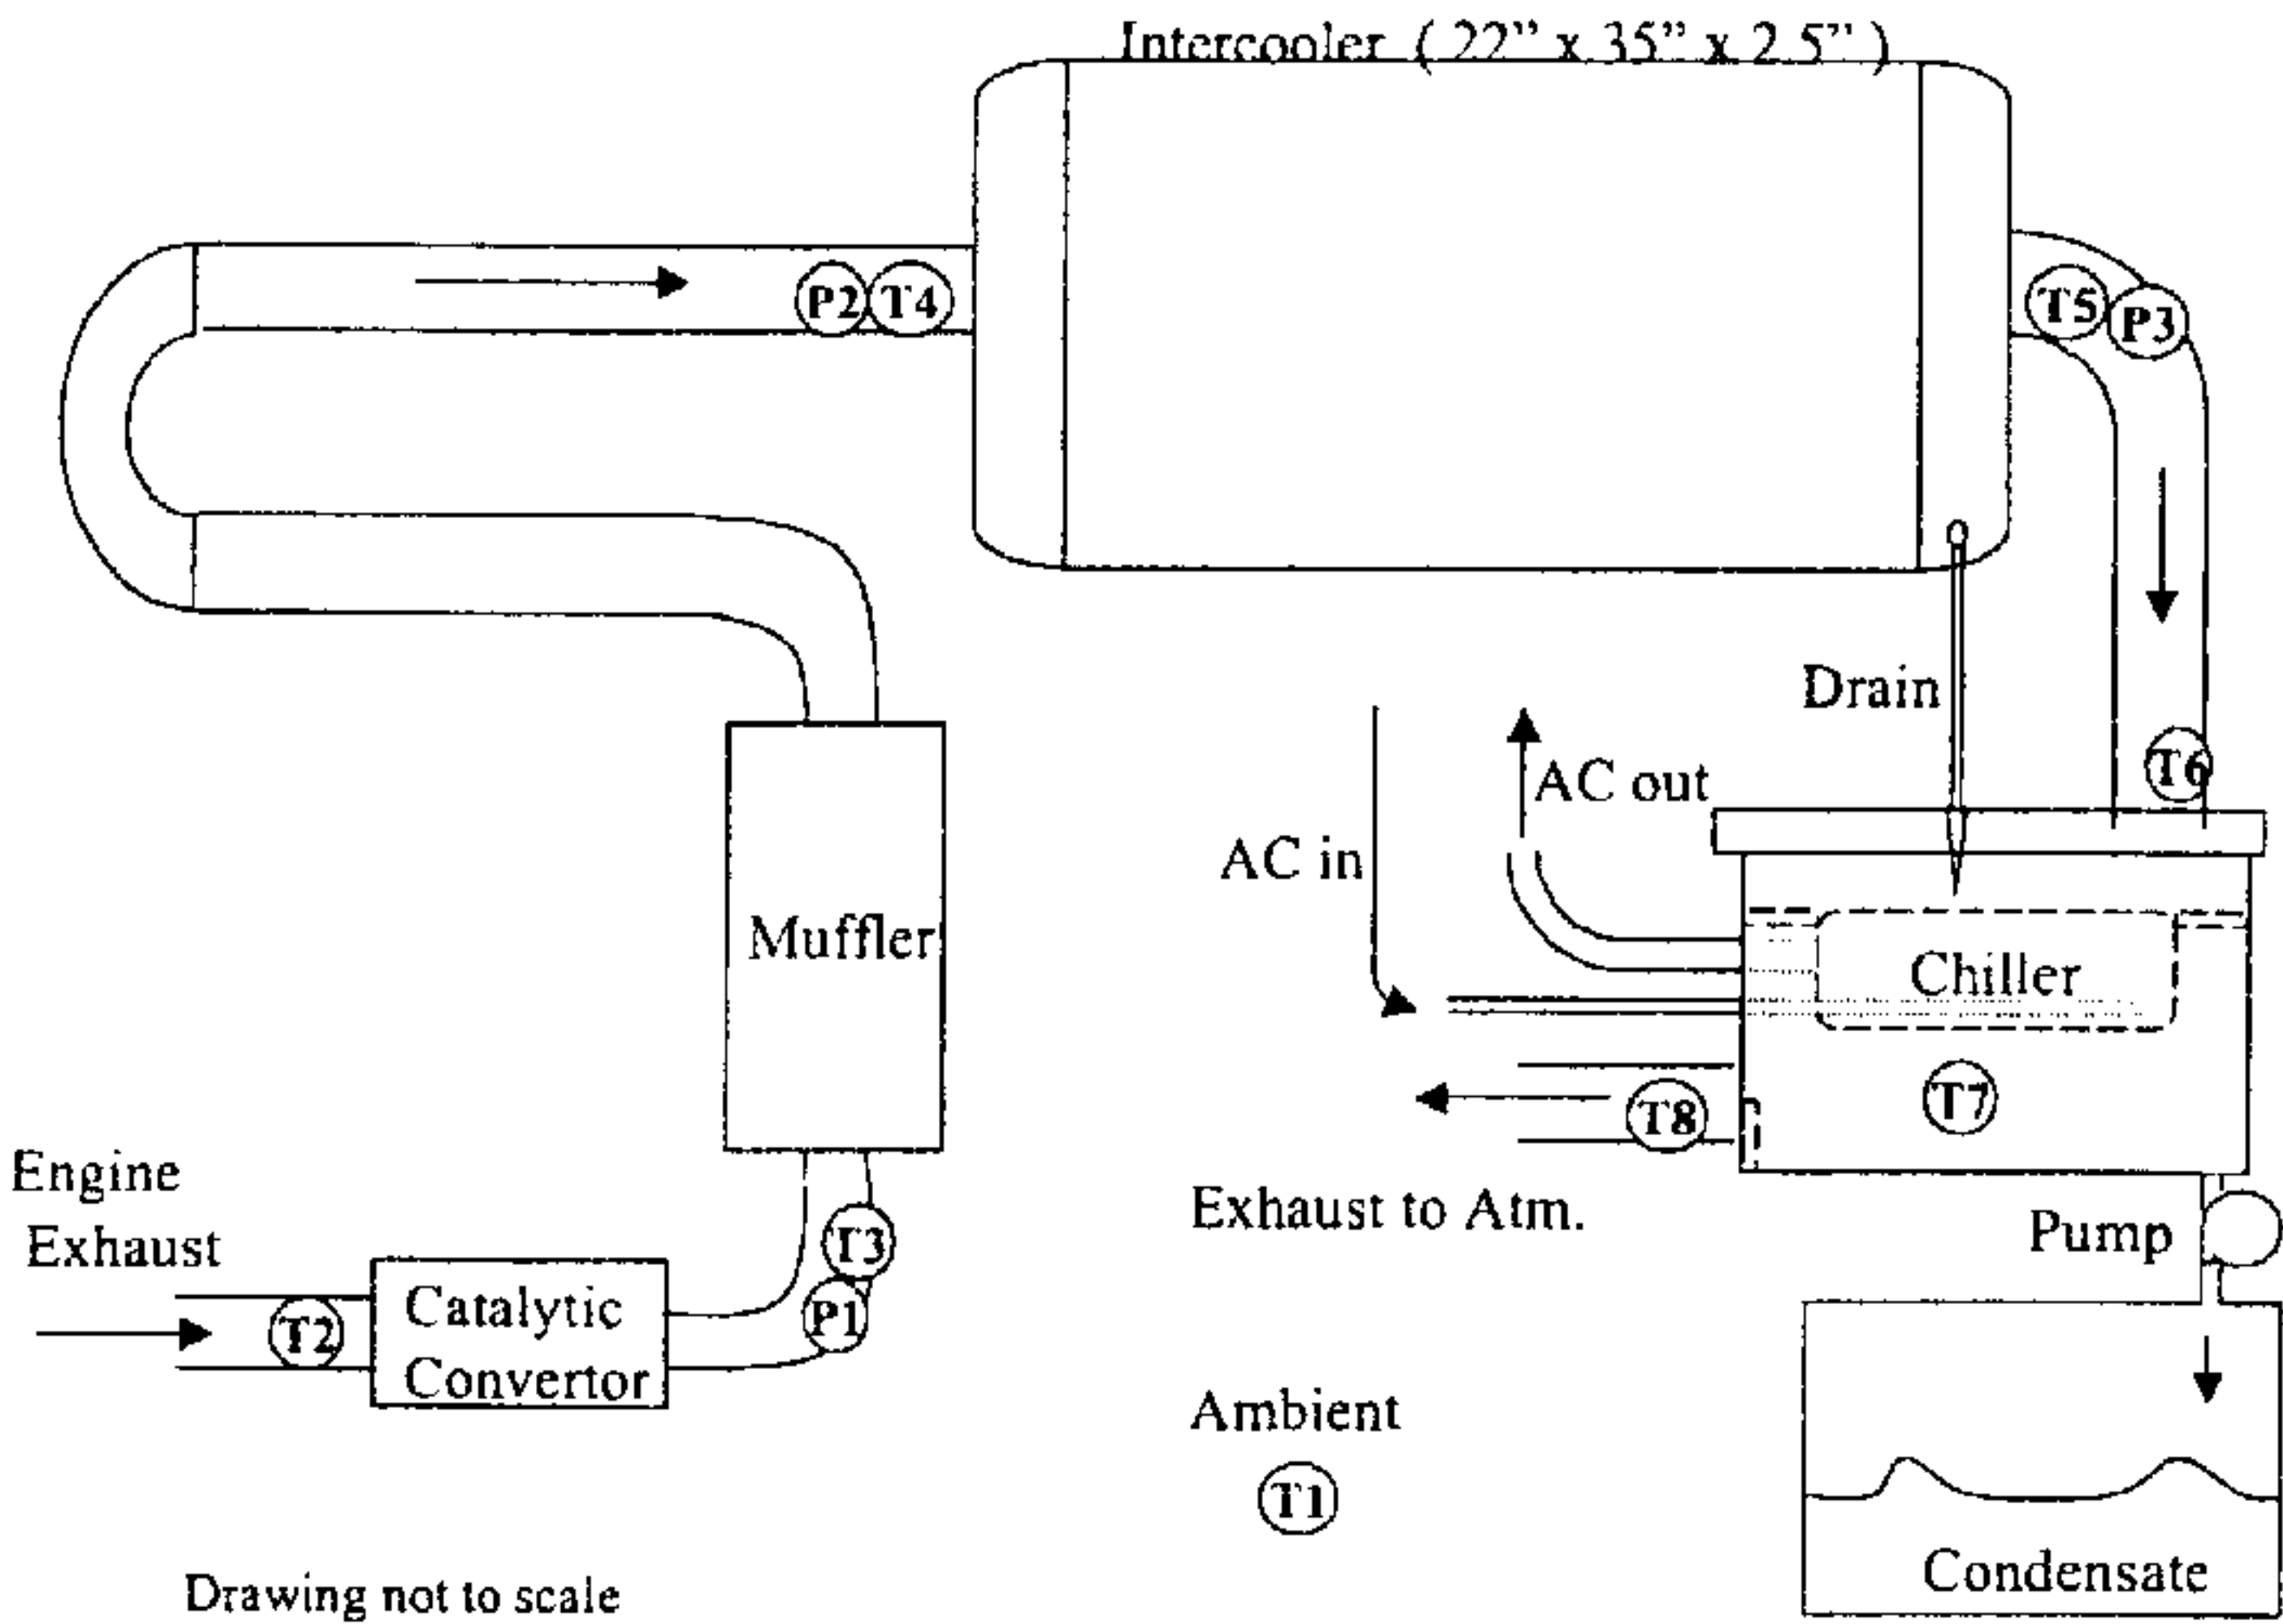 Intercooler ( 22” x 35” x 2.5” )
P2
T4
T5
P3
Drain
T6
AC out
AC in
Muffler
Chiller
T7
T8
Engine
Exhaust
Exhaust to Atm.
T3
P1
Pump
T2
Catalytic
Convertor
Ambient
T1
Condensate
Drawing not to scale